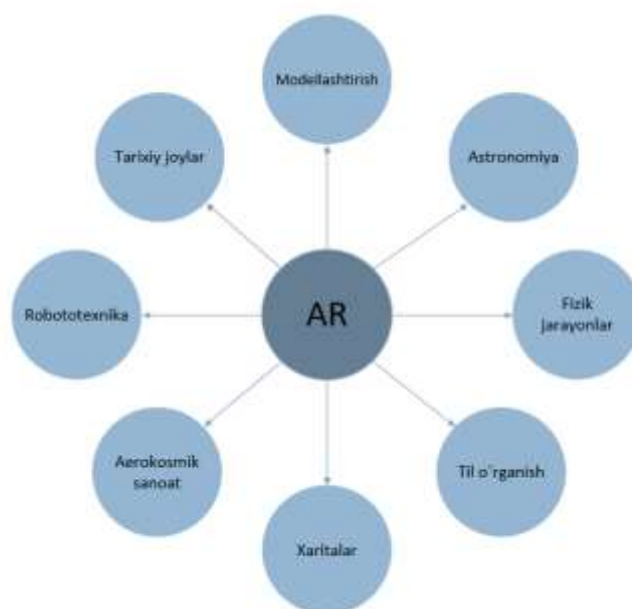 Modellashtirish
Tarixiy joylar
Astronomiya
Robototexnika
AR
Fizik
jarayonlar
Aerokosmik
sanoat
Til o'rganish
Xaritalar